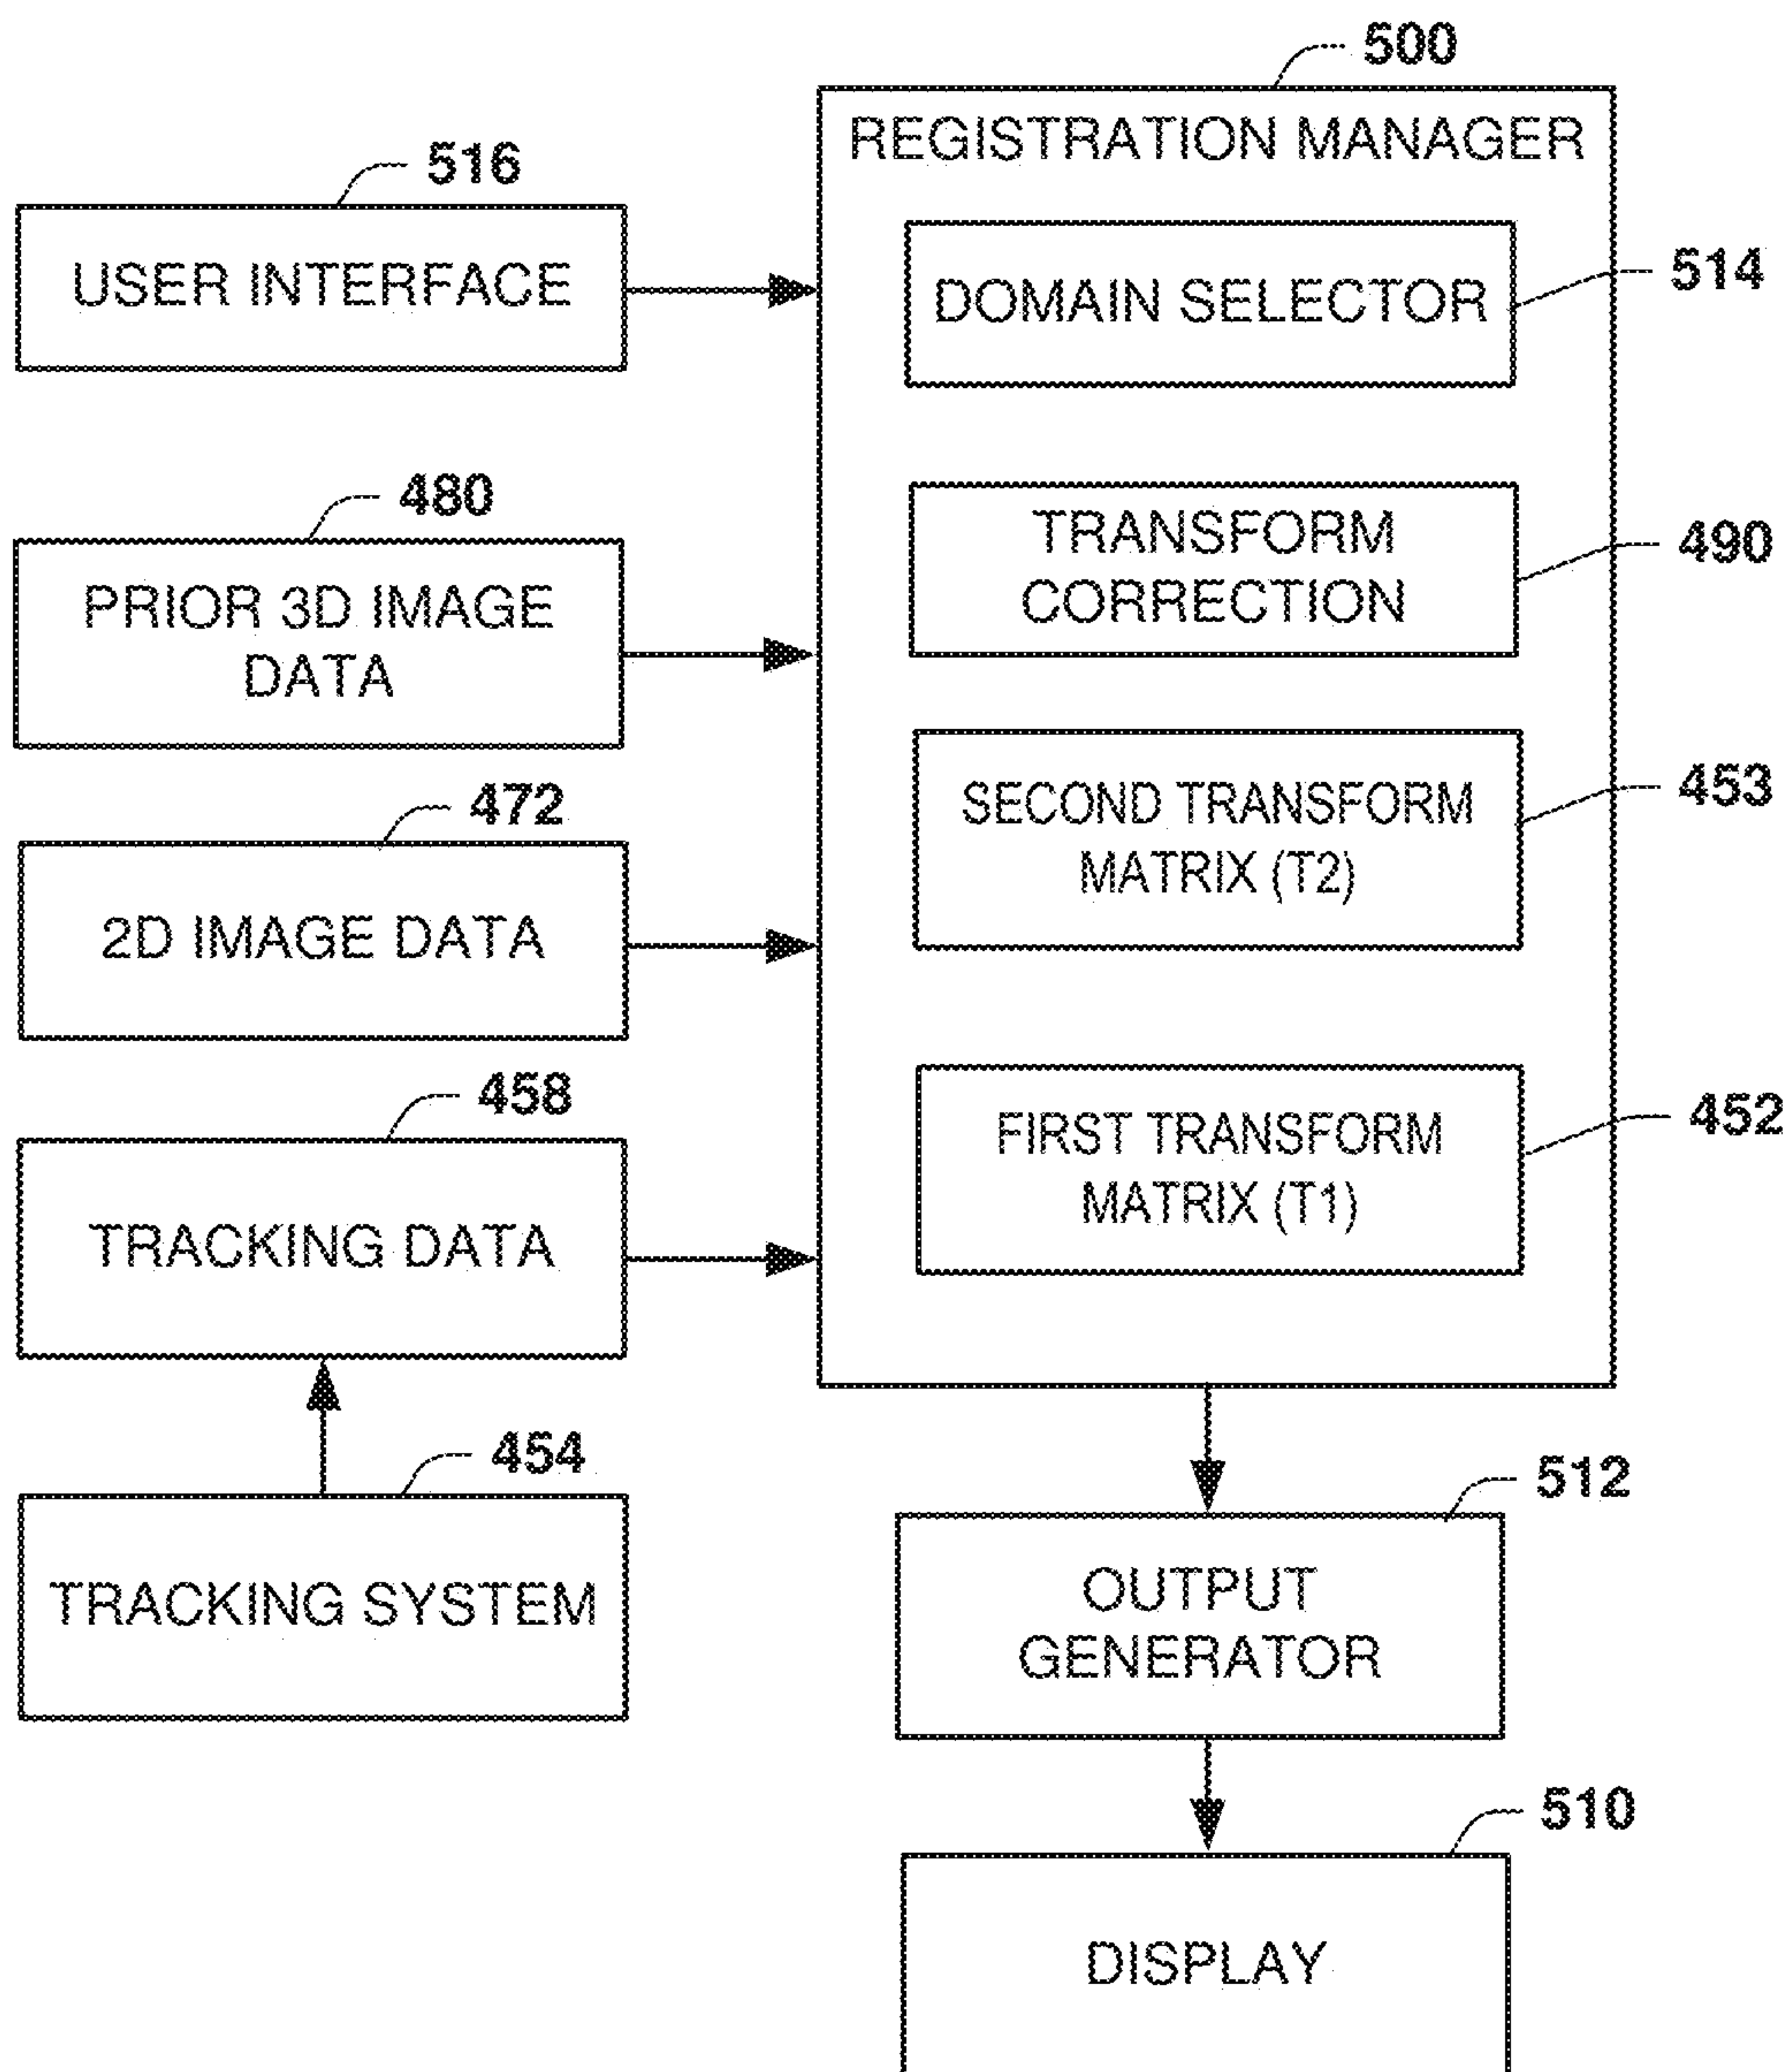 500
REGISTRATION MANAGER
516
USER INTERFACE
DOMAIN SELECTOR
514
480
PRIOR 3D IMAGE
DATA
TRANSFORM
CORRECTION
490
472
2D IMAGE DATA
SECOND TRANSFORM
MATRIX (T2)
453
458
TRACKING DATA
FIRST TRANSFORM
MATRIX (T1)
452
454
TRACKING SYSTEM
512
OUTPUT
GENERATOR
510
DISPLAY